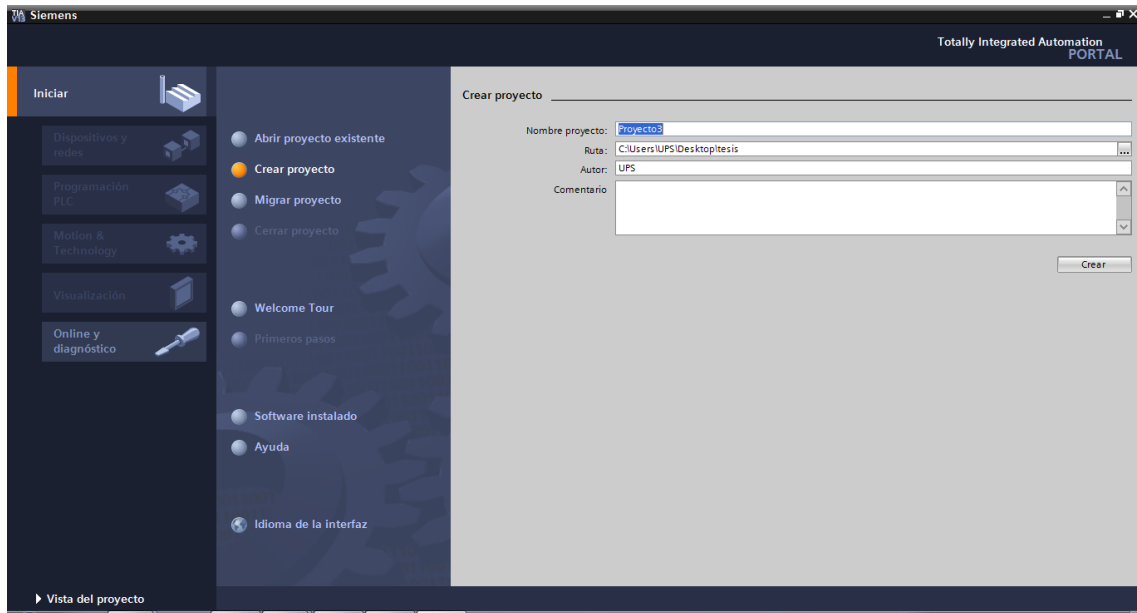 Siemens
Totally Integrated Automation
PORTAL
Iniciar
Dispositivos y
redes
Programación
PLC
Motion &
Technology
Visualización
Online y
diagnóstico
Abrir proyecto existente
Crear proyecto
Migrar proyecto
Cerrar proyecto
Welcome Tour
Primeros pasos
Software instalado
Ayuda
Idioma de la interfaz
Crear proyecto
Nombre proyecto: Proyecto3
Ruta: C:\Users\UPS\Desktop\tesis ...
Autor: UPS
Comentario
Crear
Vista del proyecto